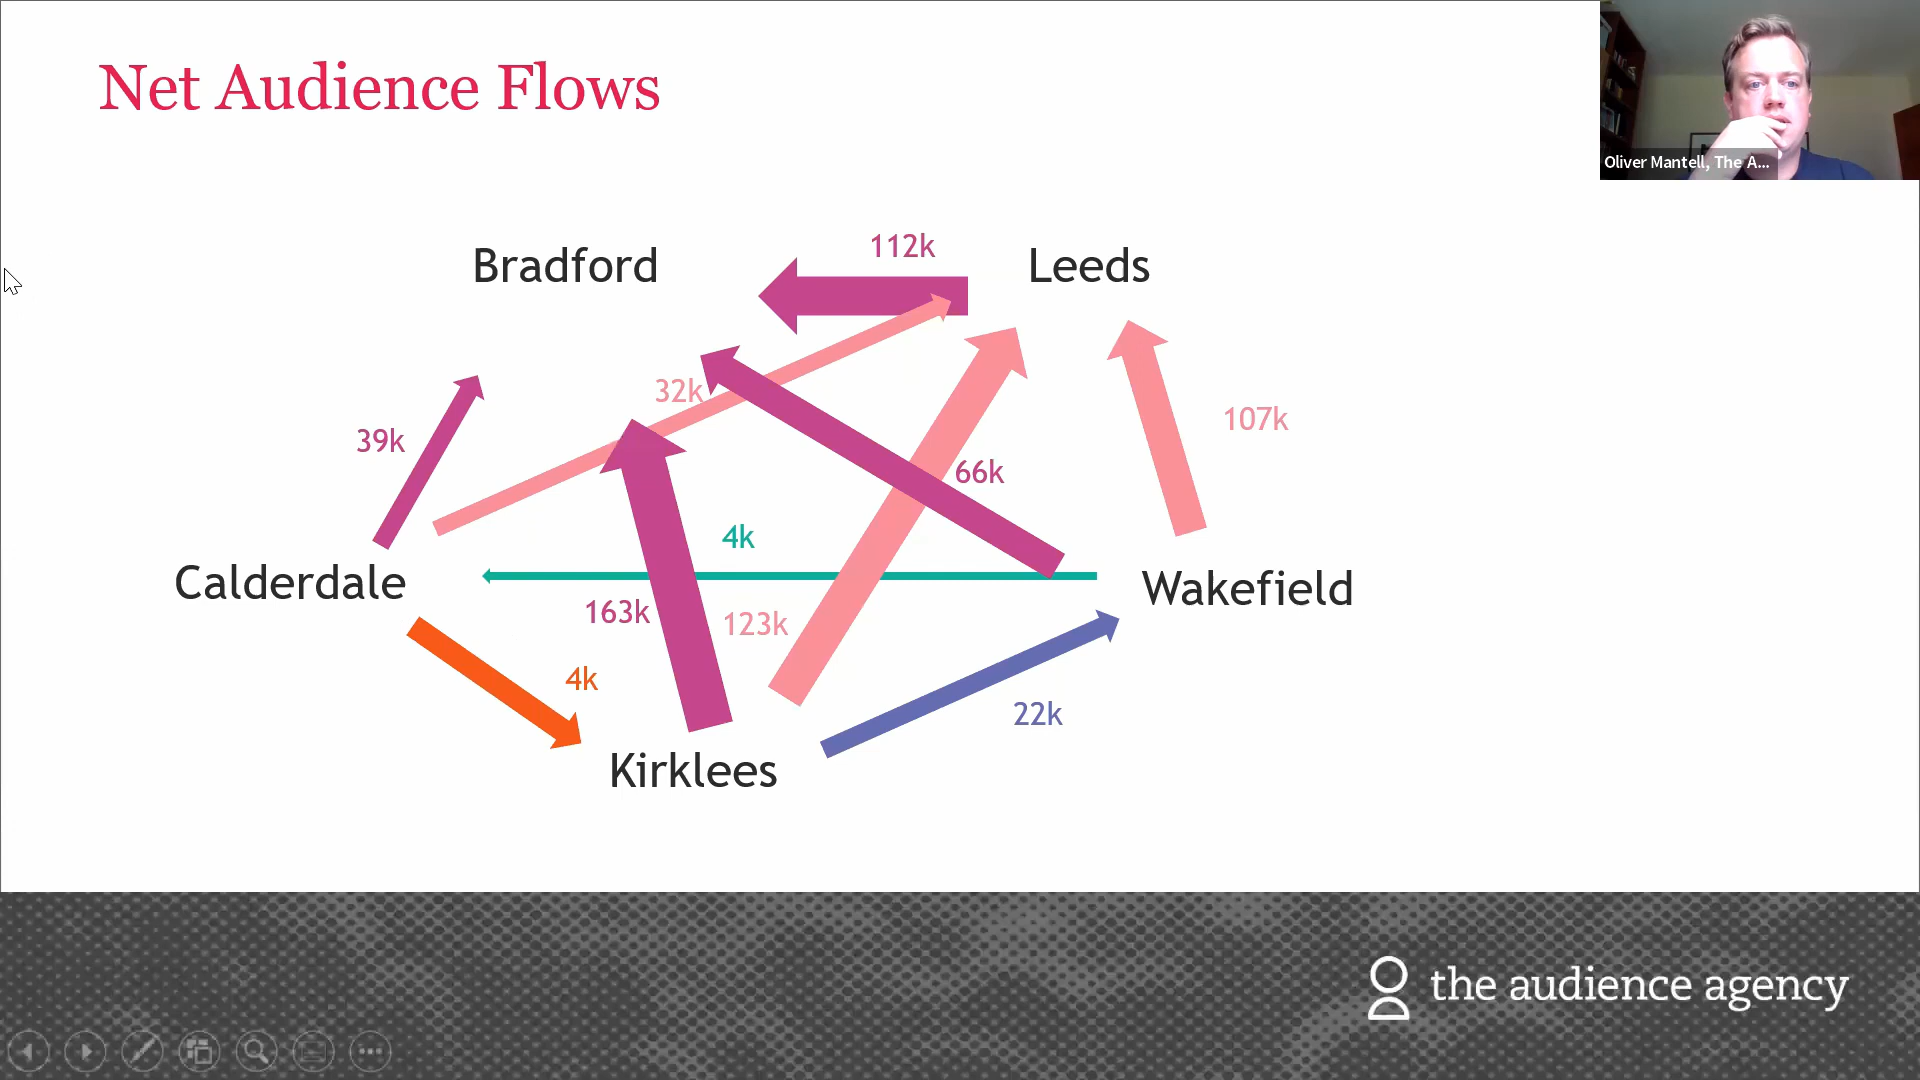 Net Audience Flows
Oliver Mantell, The A...
112k
Bradford
Leeds
32k
107k
39k
66k
4k
Calderdale
Wakefield
163k
123k
4k
22k
Kirklees
the audience agency